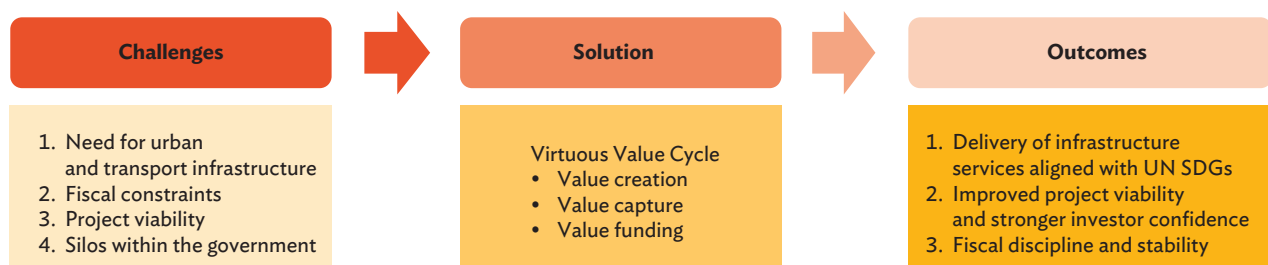 Challenges
Solution
Outcomes
1. Need for urban
and transport infrastructure
2. Fiscal constraints
3. Project viability
4. Silos within the government
Virtuous Value Cycle
• Value creation
• Value capture
• Value funding
1. Delivery of infrastructure
services aligned with UN SDGs
2. Improved project viability
and stronger investor confidence
3. Fiscal discipline and stability